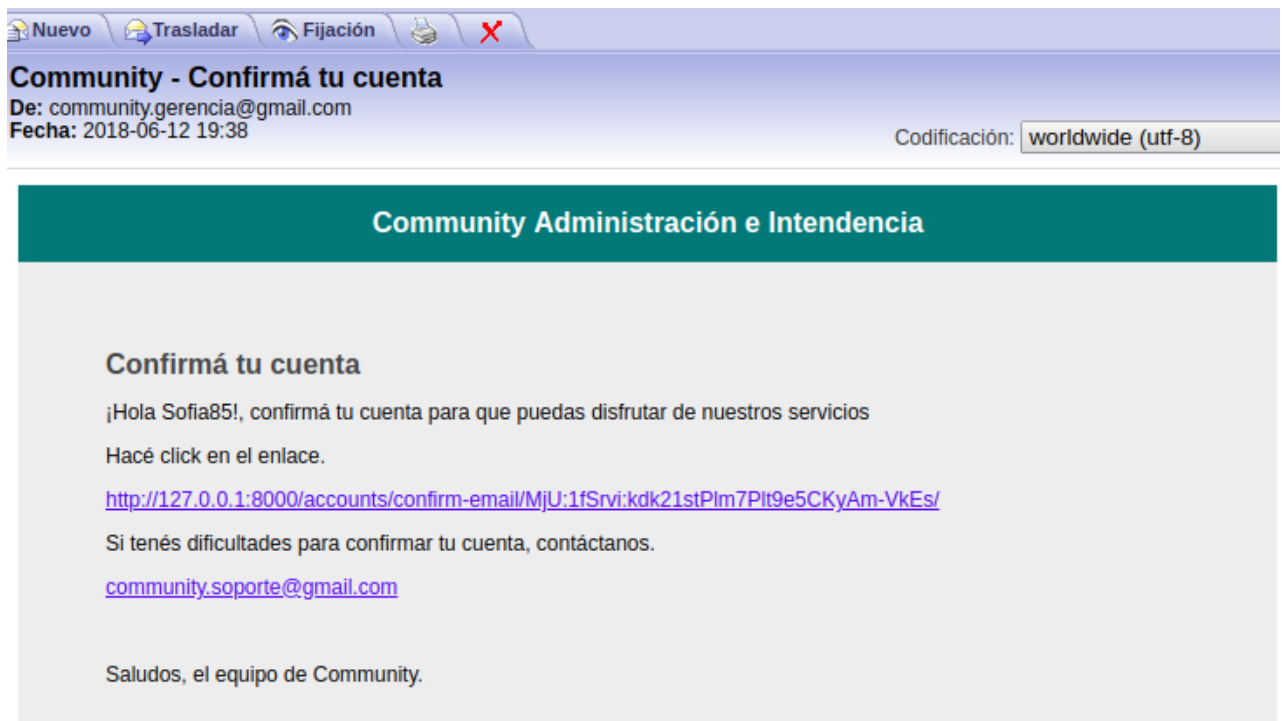 Nuevo Trasladar Fijación
Community - Confirmá tu cuenta
De: community.gerencia@gmail.com
Fecha: 2018-06-12 19:38
Codificación: worldwide (utf-8)
Community Administración e Intendencia
Confirmá tu cuenta
¡Hola Sofia85!, confirmá tu cuenta para que puedas disfrutar de nuestros servicios
Hacé click en el enlace.
http://127.0.0.1:8000/accounts/confirm-email/MjU:1fSrvi:kdk21stPlm7Plt9e5CKyAm-VkEs/
Si tenés dificultades para confirmar tu cuenta, contáctanos.
community.soporte@gmail.com
Saludos, el equipo de Community.